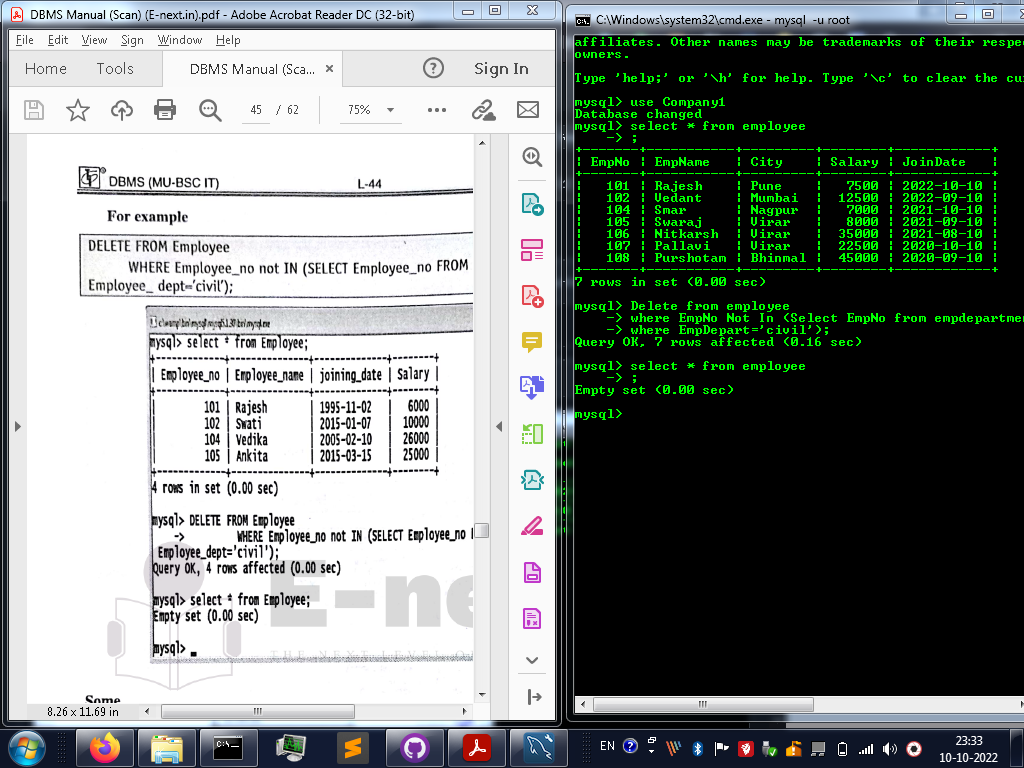 DBMS Manual (Scan) (E-next.in).pdf - Adobe Acrobat Reader DC (32-bit)
File Edit View Sign Window Help
Home Tools DBMS Manual (Sca... × ? Sign In
45 / 62 75%
DBMS (MU-BSC IT) L-44
For example
DELETE FROM Employee
WHERE Employee_no not IN (SELECT Employee_no FROM
Employee_ dept='civil');
mysql> select * from Employee;
| Employee_no | Employee_name | joining_date | Salary |
| 101 | Rajesh | 1995-11-02 | 6000 |
| 102 | Swati | 2015-01-07 | 10000 |
| 104 | Vedika | 2005-02-10 | 26000 |
| 105 | Ankita | 2015-03-15 | 25000 |
4 rows in set (0.00 sec)
mysql> DELETE FROM Employee
-> WHERE Employee_no not IN (SELECT Employee_no
Employee_dept='civil');
Query OK, 4 rows affected (0.00 sec)
mysql> select * from Employee;
Empty set (0.00 sec)
mysql>
E-ne
THE NEXT LEVEL O
Some
8.26 x 11.69 in
C:\Windows\system32\cmd.exe - mysql -u root
affiliates. Other names may be trademarks of their respe
owners.
Type 'help;' or '\h' for help. Type '\c' to clear the cu
mysql> use Company1
Database changed
mysql> select * from employee
-> ;
| EmpNo | EmpName | City | Salary | JoinDate |
| 101 | Rajesh | Pune | 7500 | 2022-10-10 |
| 102 | Vedant | Mumbai | 12500 | 2022-09-10 |
| 104 | Smar | Nagpur | 7000 | 2021-10-10 |
| 105 | Swaraj | Virar | 8000 | 2021-09-10 |
| 106 | Nitkarsh | Virar | 35000 | 2021-08-10 |
| 107 | Pallavi | Virar | 22500 | 2020-10-10 |
| 108 | Purshotam | Bhinmal | 45000 | 2020-09-10 |
7 rows in set (0.00 sec)
mysql> Delete from employee
-> where EmpNo Not In (Select EmpNo from empdepartme
-> where EmpDepart='civil');
Query OK, 7 rows affected (0.16 sec)
mysql> select * from employee
-> ;
Empty set (0.00 sec)
mysql>
EN 23:33
10-10-2022